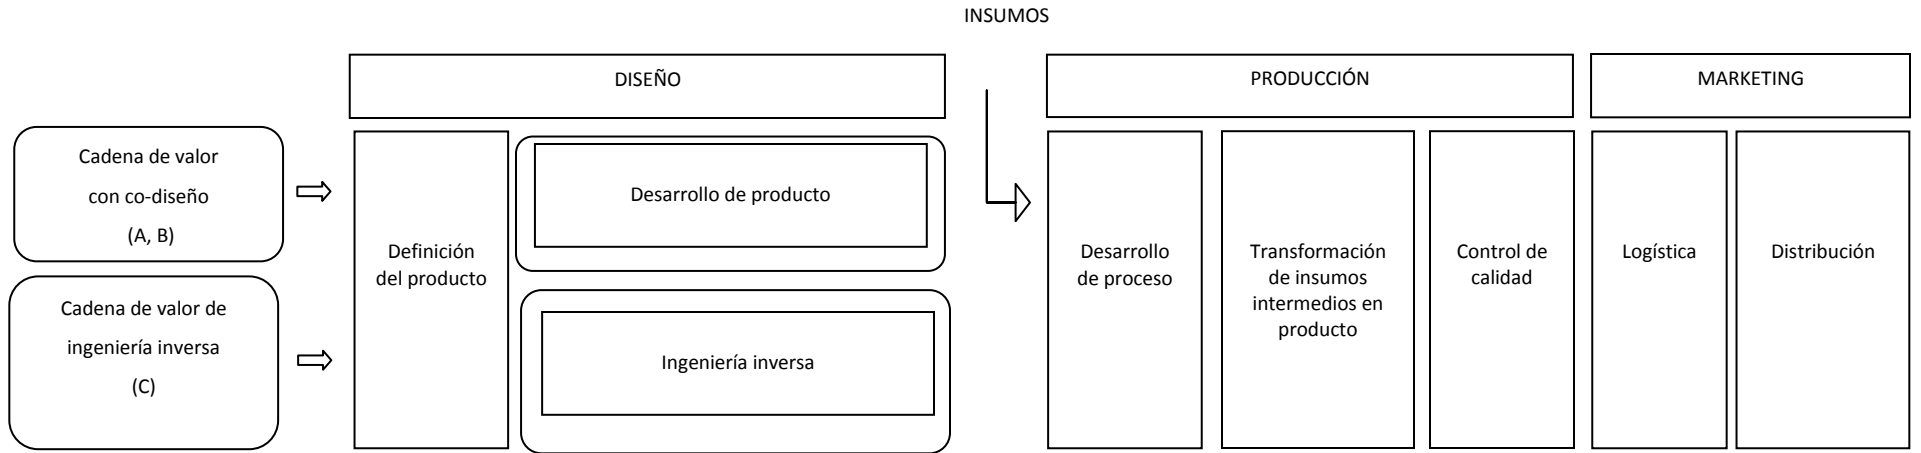 INSUMOS
DISEÑO
PRODUCCIÓN
MARKETING
Cadena de valor
con co-diseño
(A, B)
Cadena de valor de
ingeniería inversa
(C)
Definición
del producto
Desarrollo de producto
Ingeniería inversa
Desarrollo
de proceso
Transformación
de insumos
intermedios en
producto
Control de
calidad
Logística
Distribución